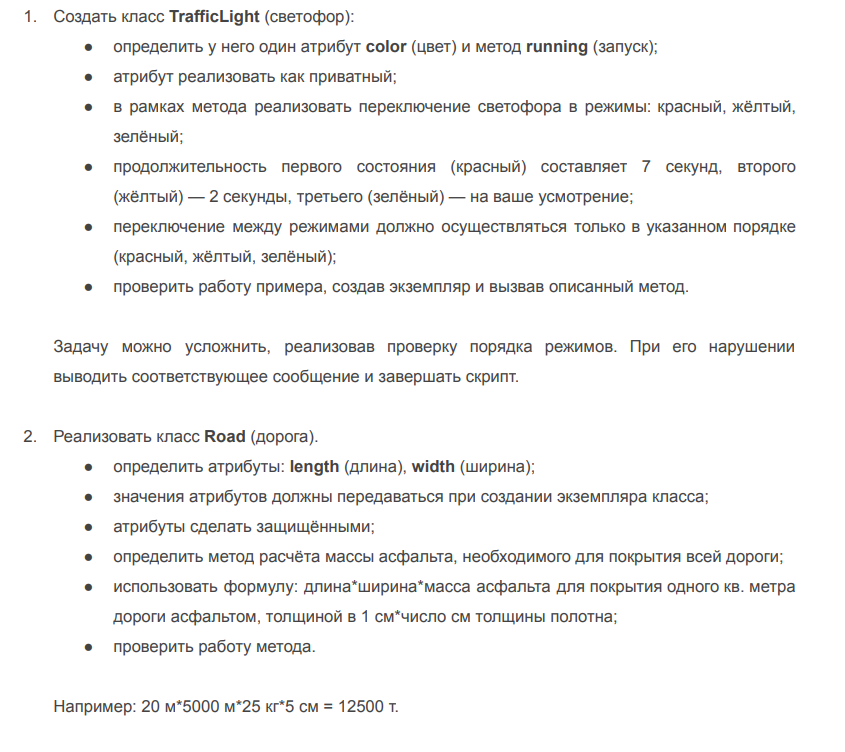 1. Создать класс TrafficLight (светофор):
● определить у него один атрибут color (цвет) и метод running (запуск);
● атрибут реализовать как приватный;
● в рамках метода реализовать переключение светофора в режимы: красный, жёлтый,
зелёный;
● продолжительность первого состояния (красный) составляет 7 секунд, второго
(жёлтый) — 2 секунды, третьего (зелёный) — на ваше усмотрение;
● переключение между режимами должно осуществляться только в указанном порядке
(красный, жёлтый, зелёный);
● проверить работу примера, создав экземпляр и вызвав описанный метод.
Задачу можно усложнить, реализовав проверку порядка режимов. При его нарушении
выводить соответствующее сообщение и завершать скрипт.
2. Реализовать класс Road (дорога).
● определить атрибуты: length (длина), width (ширина);
● значения атрибутов должны передаваться при создании экземпляра класса;
● атрибуты сделать защищёнными;
● определить метод расчёта массы асфальта, необходимого для покрытия всей дороги;
● использовать формулу: длина*ширина*масса асфальта для покрытия одного кв. метра
дороги асфальтом, толщиной в 1 см*число см толщины полотна;
● проверить работу метода.
Например: 20 м*5000 м*25 кг*5 см = 12500 т.